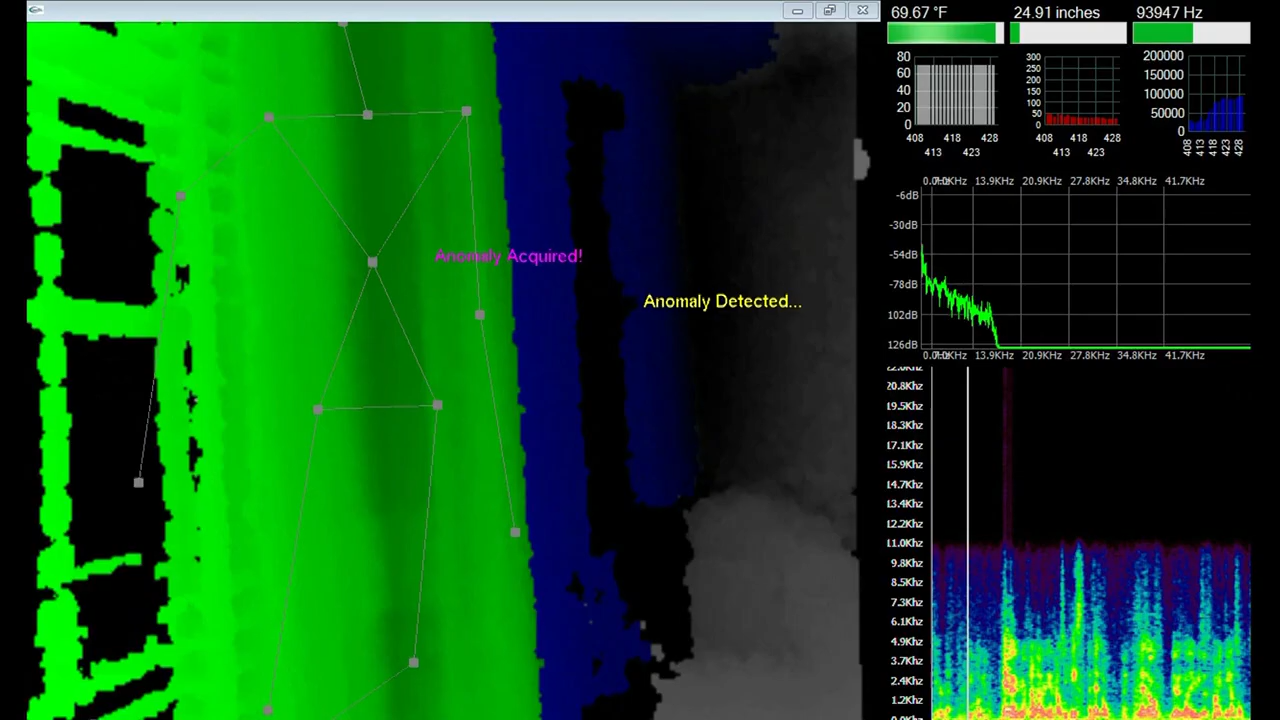 69.67 °F
24.91 inches
93947 Hz
80
60
40
20
0
408 418 428
413 423
300
250
200
150
100
50
0
408 418 428
413 423
200000
150000
100000
50000
0
408 413 418 423 428
13.9KHz 20.9KHz 27.8KHz 34.8KHz 41.7KHz
-6dB
-30dB
-54dB
-78dB
102dB
126dB
13.9KHz 20.9KHz 27.8KHz 34.8KHz 41.7KHz
Anomaly Acquired!
Anomaly Detected...
20.8Khz
19.5Khz
18.3Khz
17.1Khz
15.9Khz
14.7Khz
13.4Khz
12.2Khz
11.0Khz
9.8Khz
8.5Khz
7.3Khz
6.1Khz
4.9Khz
3.7Khz
2.4Khz
1.2Khz